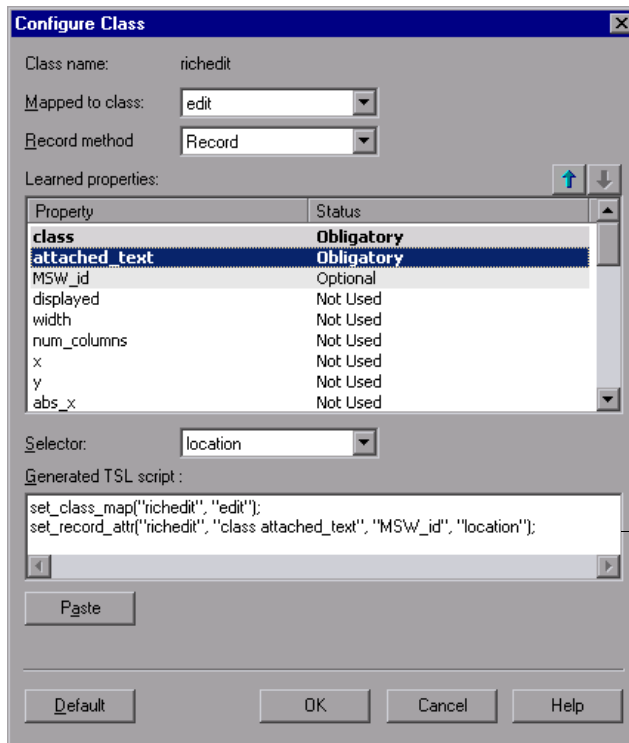 Configure Class
Class name: richedit
Mapped to class: edit
Record method Record
Learned properties:
Property Status
class Obligatory
attached_text Obligatory
MSW_id Optional
displayed Not Used
width Not Used
num_columns Not Used
x Not Used
y Not Used
abs_x Not Used
Selector: location
Generated TSL script :
set_class_map("richedit", "edit");
set_record_attr("richedit", "class attached_text", "MSW_id", "location");
Paste
Default OK Cancel Help